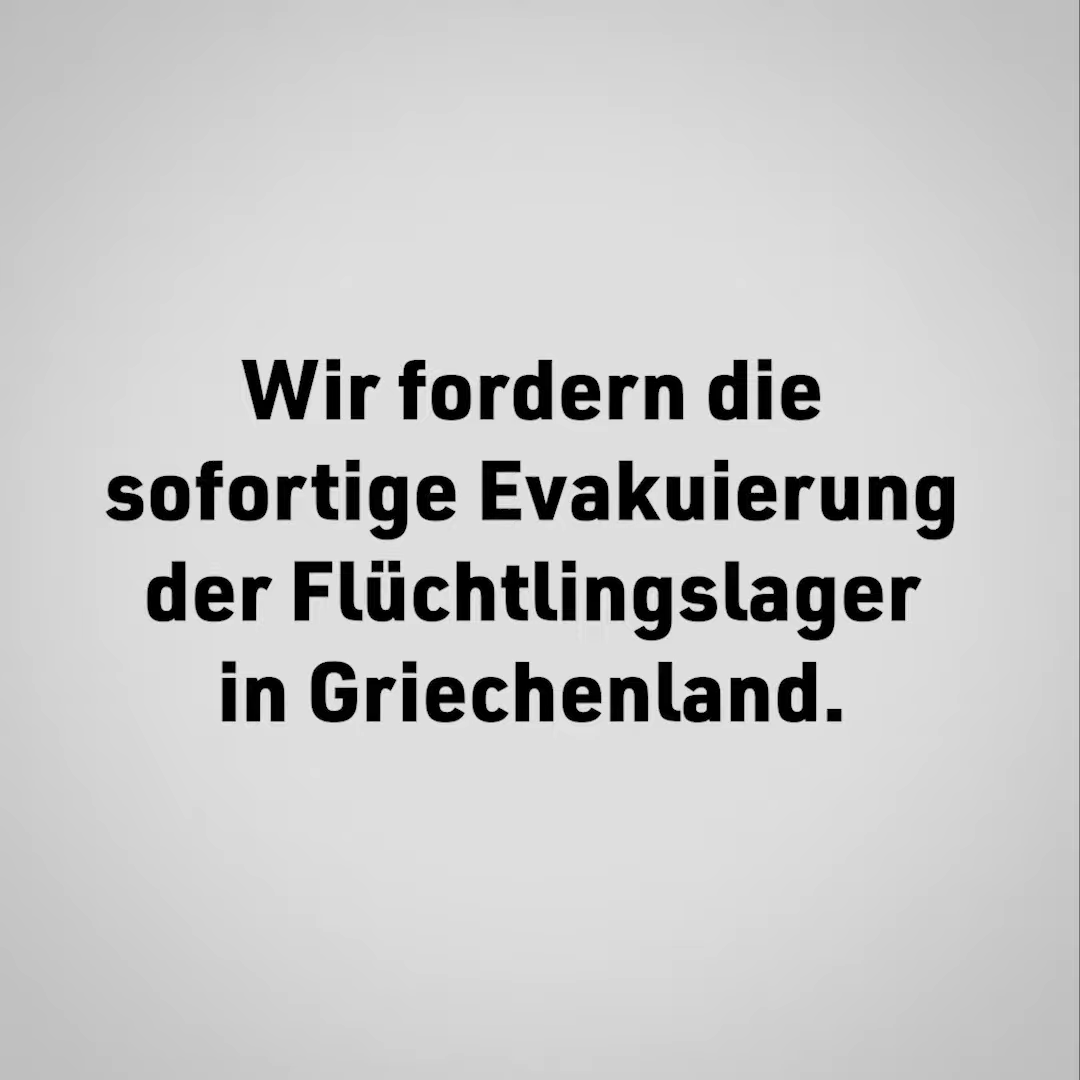 Wir fordern die
sofortige Evakuierung
der Flüchtlingslager
in Griechenland.